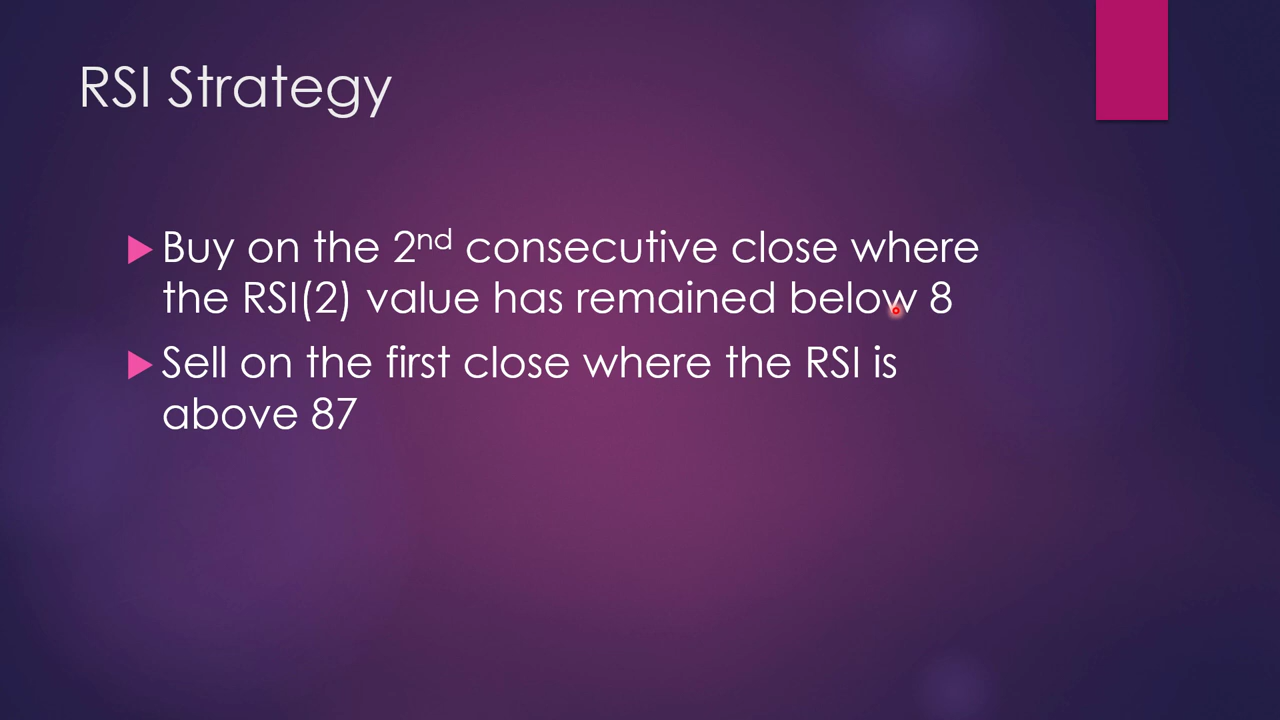 RSI Strategy
Buy on the 2nd consecutive close where
the RSI(2) value has remained below 8
Sell on the first close where the RSI is
above 87